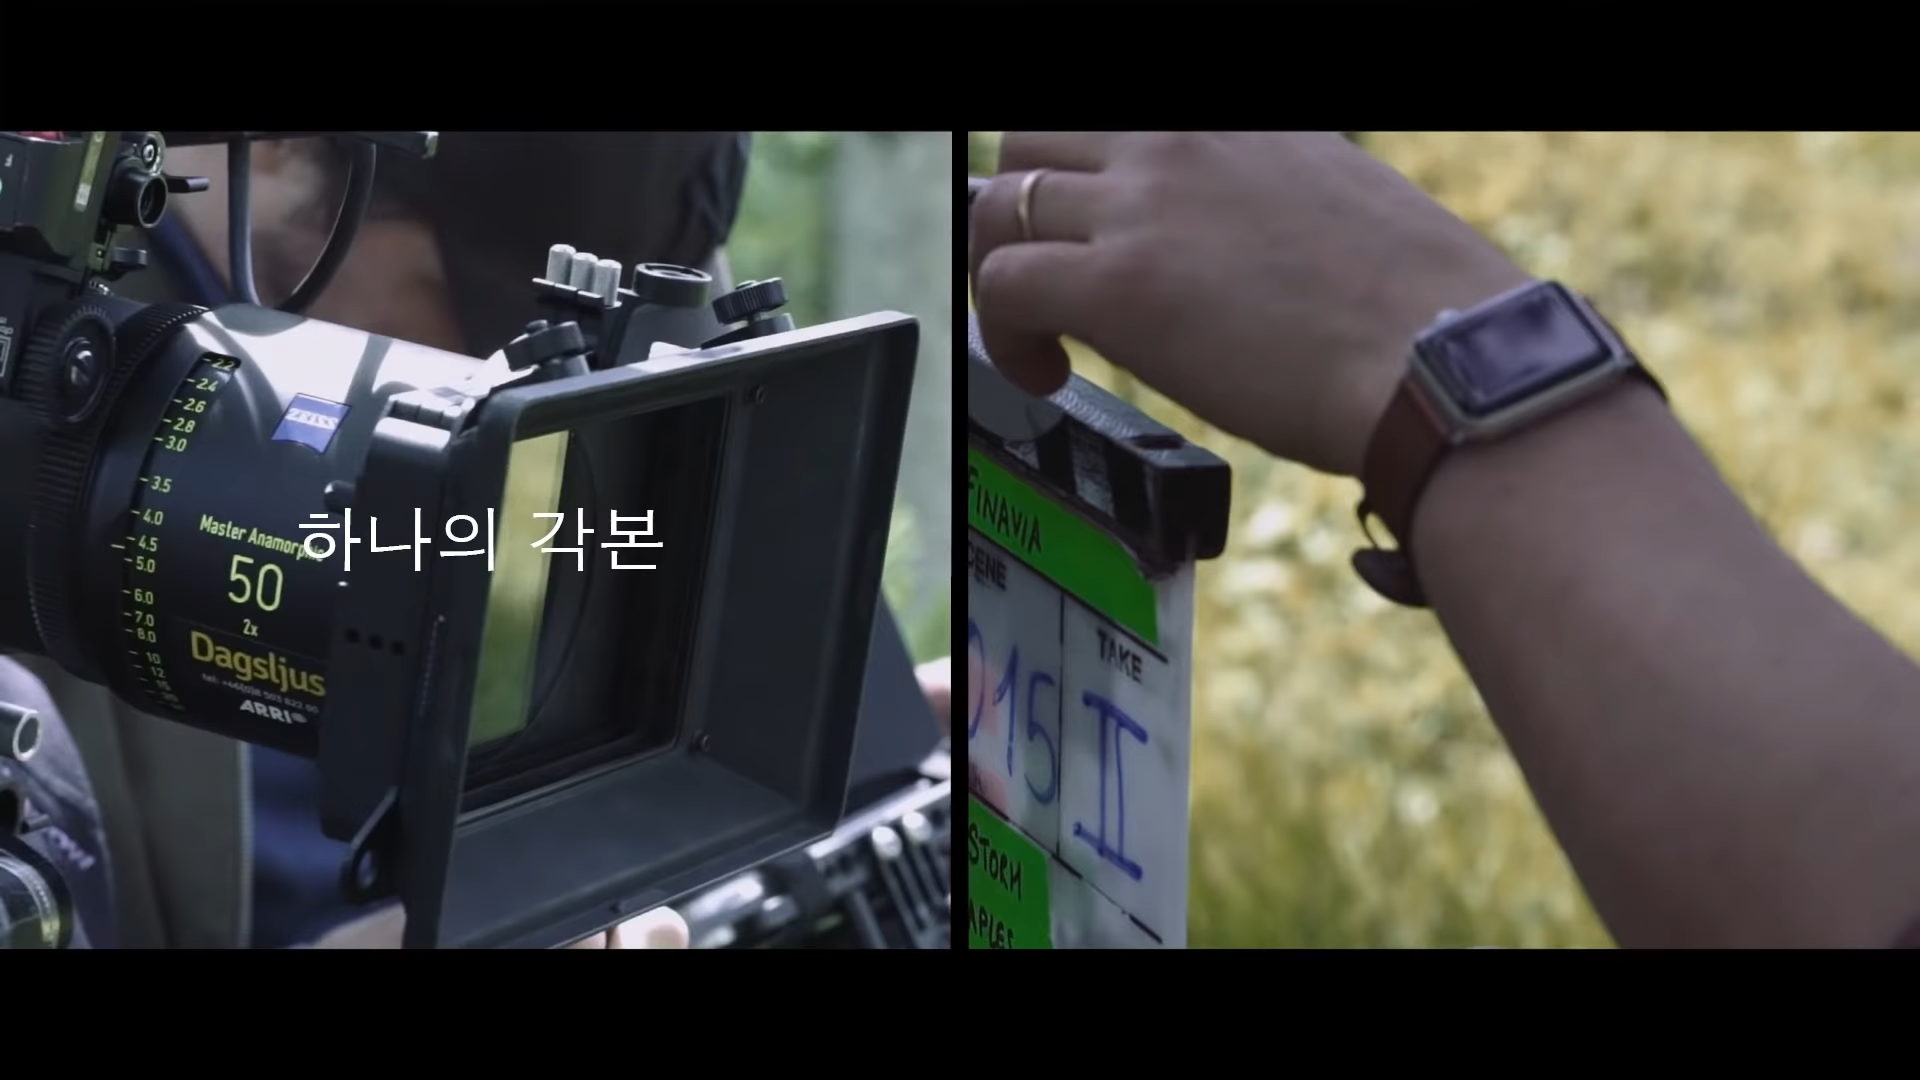 2.2
2.4
2.6
2.8
3.0
3.5
4.0
4.5
5.0
6.0
7.0
8.0
10
12
ZEISS
Master Anamorphic
50
2x
Dagsljus
ARRI
하나의 각본
FINAVIA
TAKE
15
II
STORM